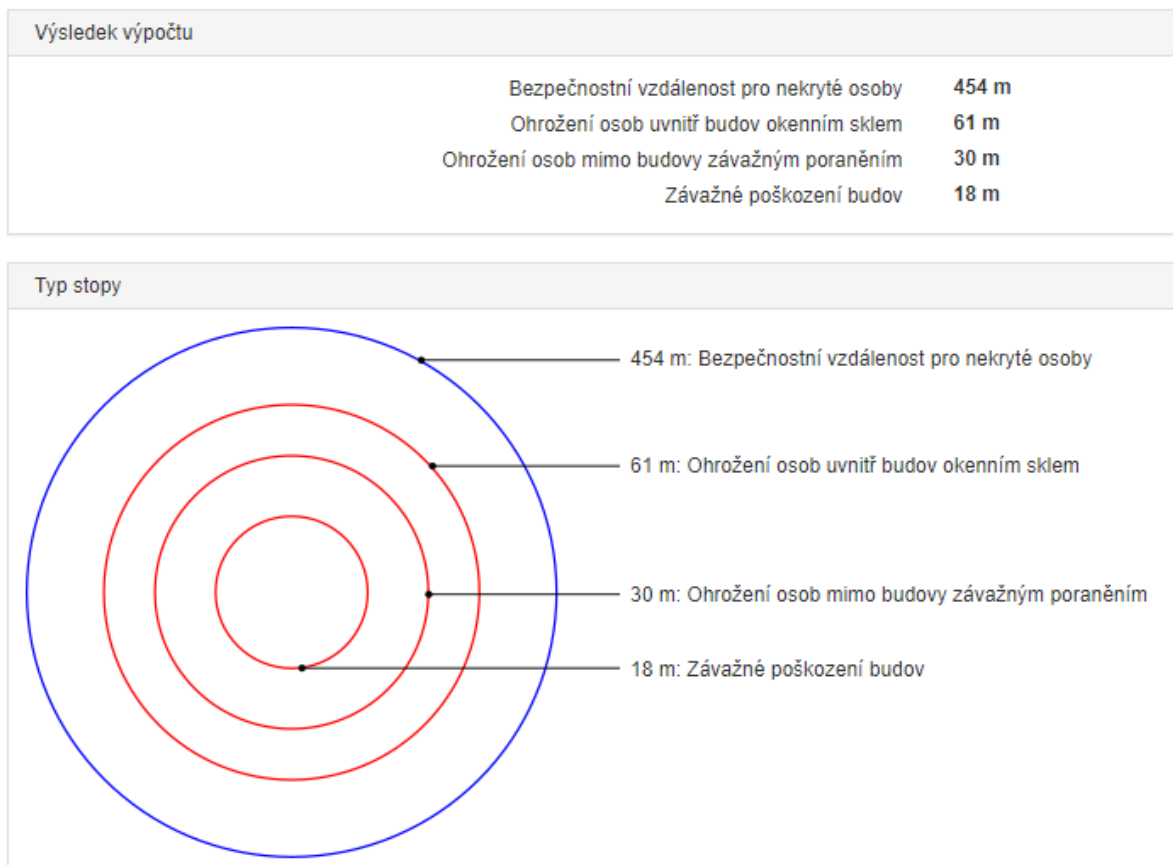 Výsledek výpočtu
Bezpečnostní vzdálenost pro nekryté osoby 454 m
Ohrožení osob uvnitř budov okenním sklem 61 m
Ohrožení osob mimo budovy závažným poraněním 30 m
Závažné poškození budov 18 m
Typ stopy
454 m: Bezpečnostní vzdálenost pro nekryté osoby
61 m: Ohrožení osob uvnitř budov okenním sklem
30 m: Ohrožení osob mimo budovy závažným poraněním
18 m: Závažné poškození budov